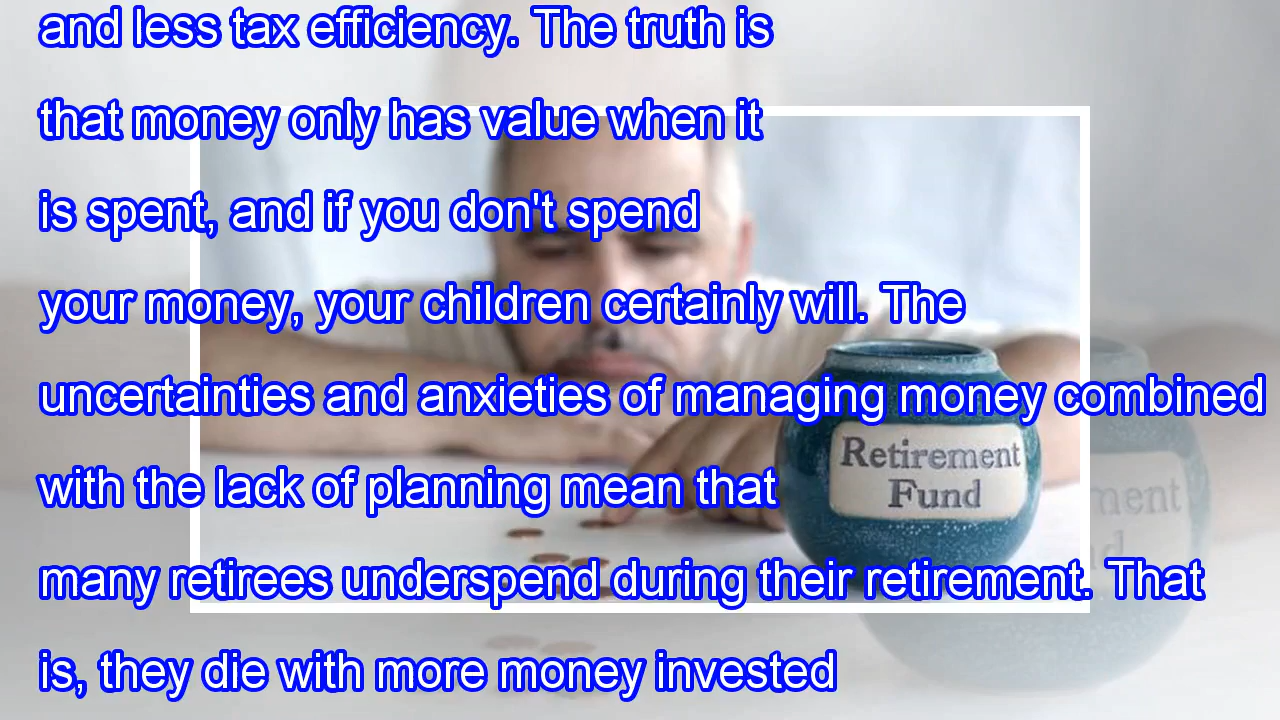 and less tax efficiency. The truth is
that money only has value when it
is spent, and if you don't spend
your money, your children certainly will. The
uncertainties and anxieties of managing money combined
with the lack of planning mean that
many retirees underspend during their retirement. That
is, they die with more money invested
Retirement
Fund
ment
nd